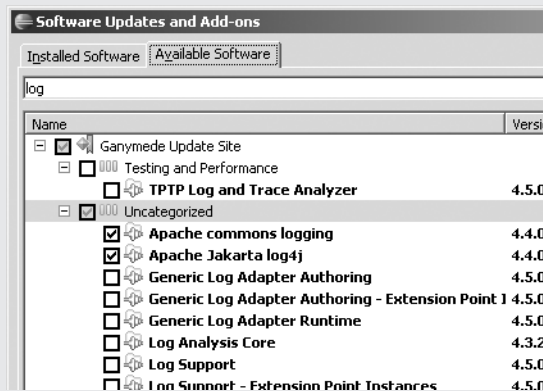 Software Updates and Add-ons
Installed Software Available Software
log
Name Versi
Ganymede Update Site
Testing and Performance
TPTP Log and Trace Analyzer 4.5.0
Uncategorized
Apache commons logging 4.4.0
Apache Jakarta log4j 4.4.0
Generic Log Adapter Authoring 4.5.0
Generic Log Adapter Authoring - Extension Point I 4.5.0
Generic Log Adapter Runtime 4.5.0
Log Analysis Core 4.3.2
Log Support 4.5.0
Log Support - Extension Point Instances 4.5.0